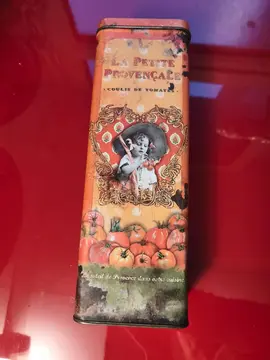 LA PETITE
PROVENÇALE
COULIS DE TOMATES
Le soleil de Provence dans votre cuisine